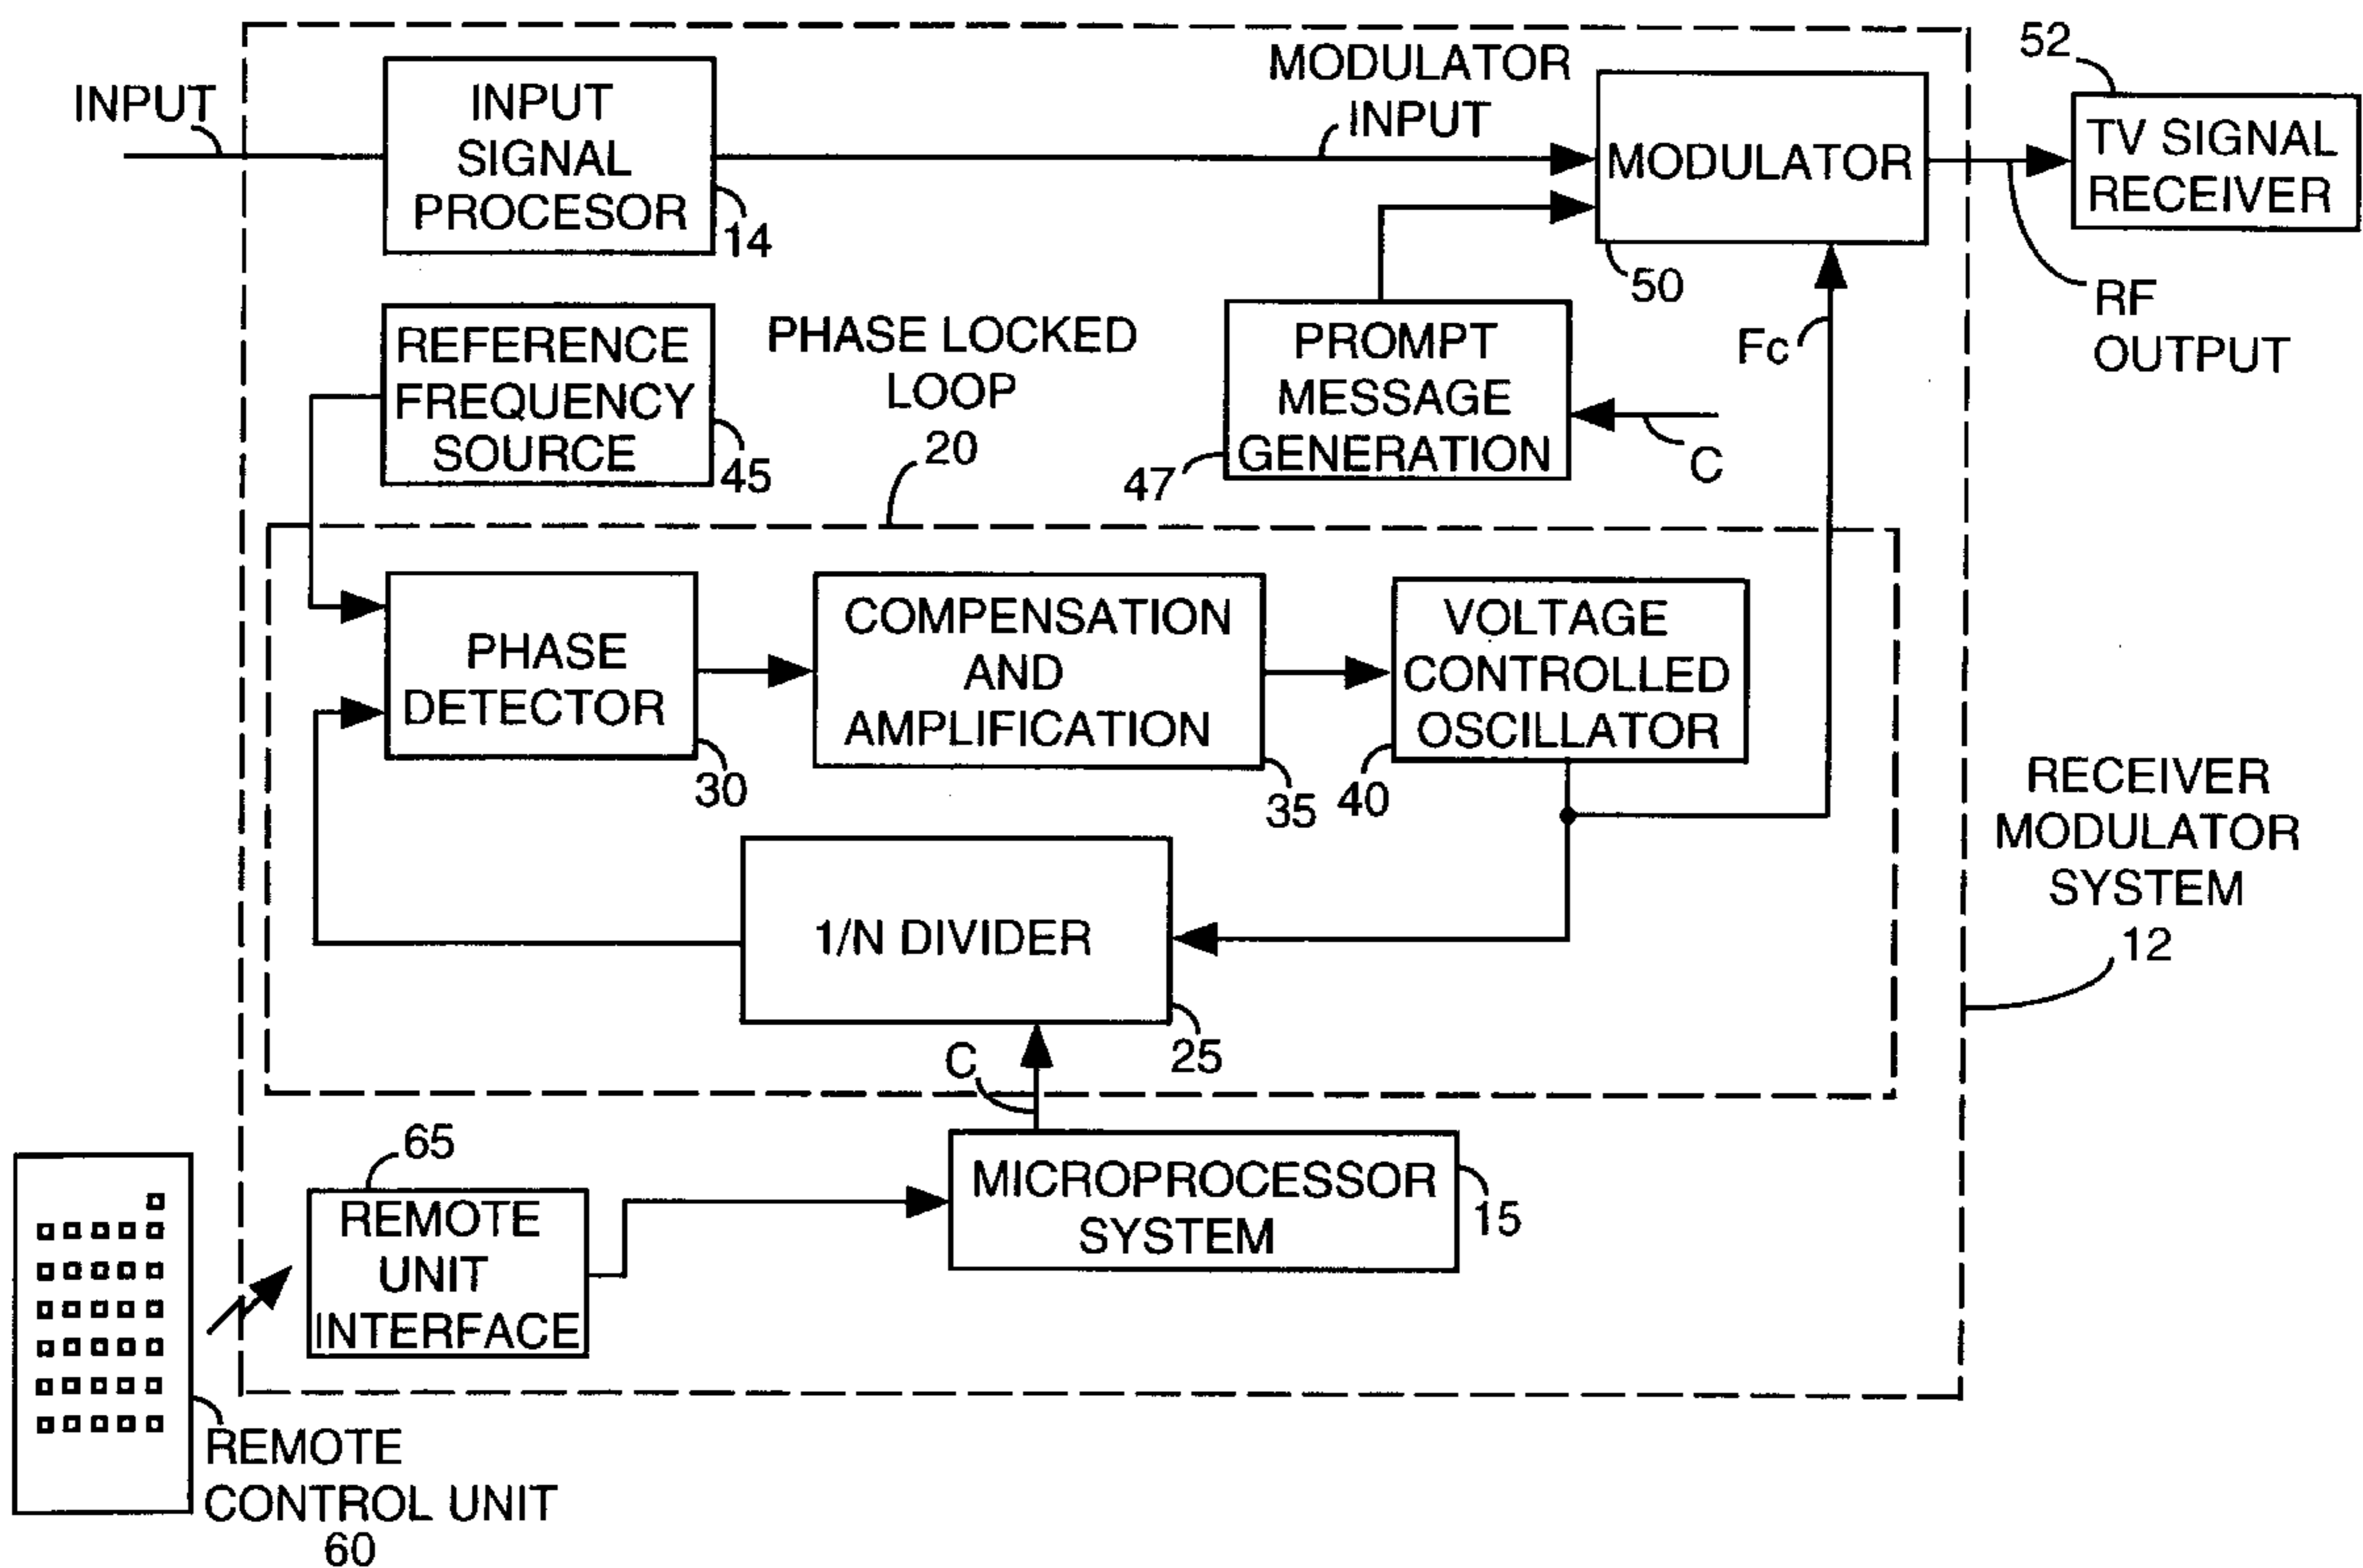 INPUT
INPUT
SIGNAL
PROCESOR
14
MODULATOR
INPUT
MODULATOR
50
52
TV SIGNAL
RECEIVER
RF
OUTPUT
REFERENCE
FREQUENCY
SOURCE
45
PHASE LOCKED
LOOP
20
PROMPT
MESSAGE
GENERATION
47
C
Fc
PHASE
DETECTOR
30
COMPENSATION
AND
AMPLIFICATION
35
VOLTAGE
CONTROLLED
OSCILLATOR
40
1/N DIVIDER
25
C
RECEIVER
MODULATOR
SYSTEM
12
65
REMOTE
UNIT
INTERFACE
MICROPROCESSOR
SYSTEM
15
REMOTE
CONTROL UNIT
60